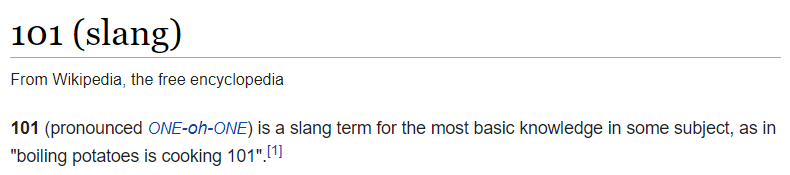 101 (slang)
From Wikipedia, the free encyclopedia
101 (pronounced ONE-oh-ONE) is a slang term for the most basic knowledge in some subject, as in
"boiling potatoes is cooking 101".[1]